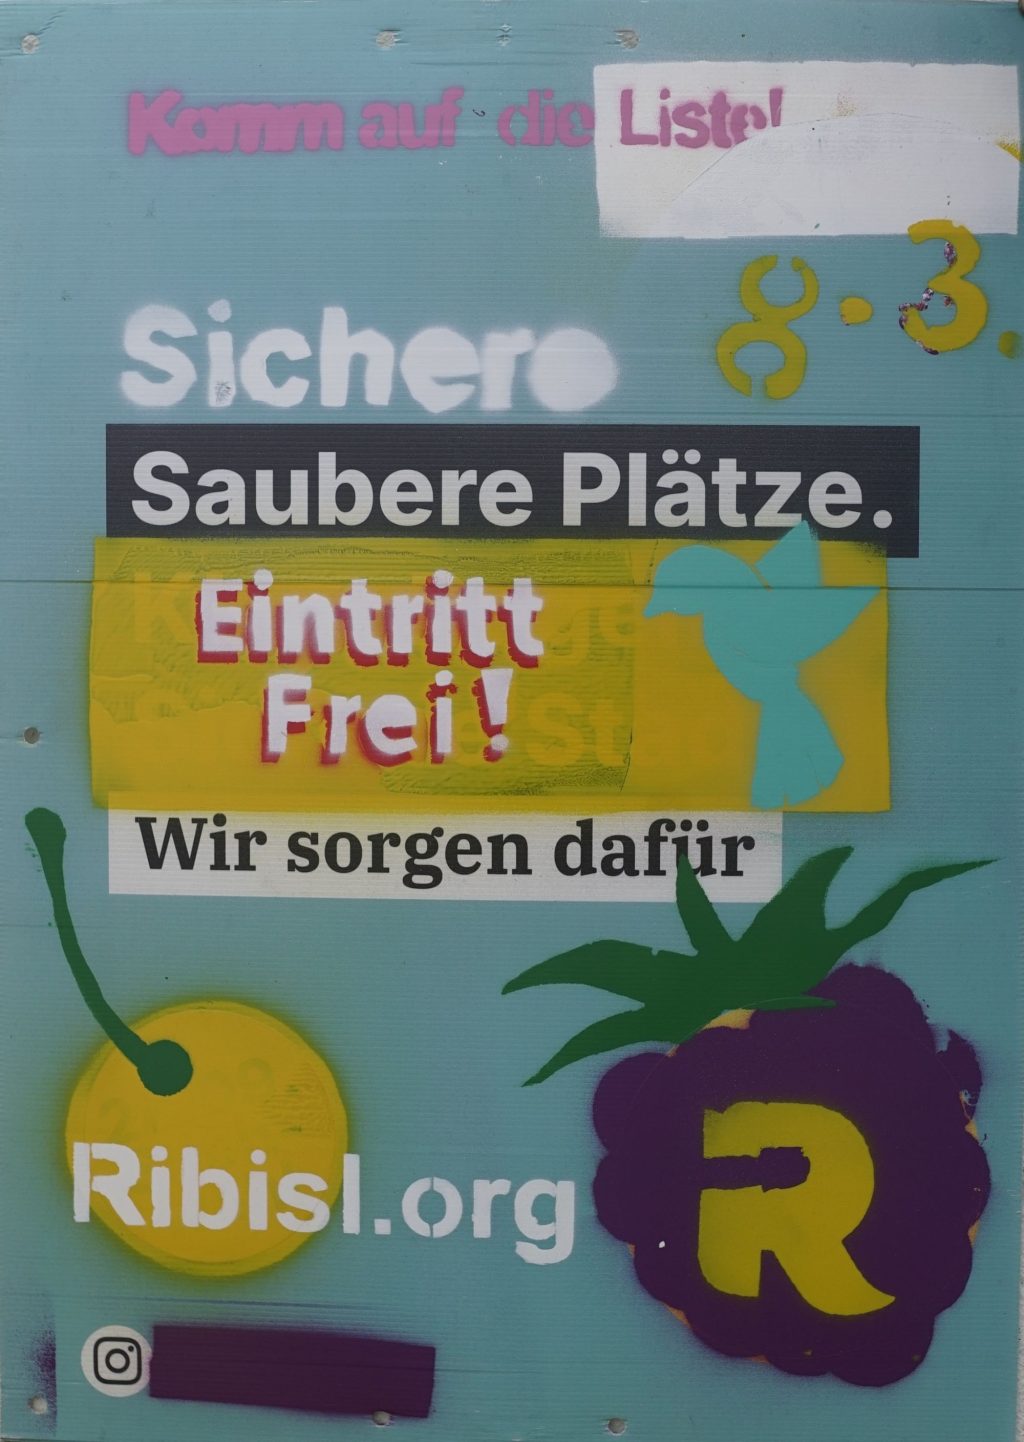 Komm auf die Liste!
8.3.
Sichere
Saubere Plätze.
Eintritt
Frei!
Wir sorgen dafür
Ribisl.org
R